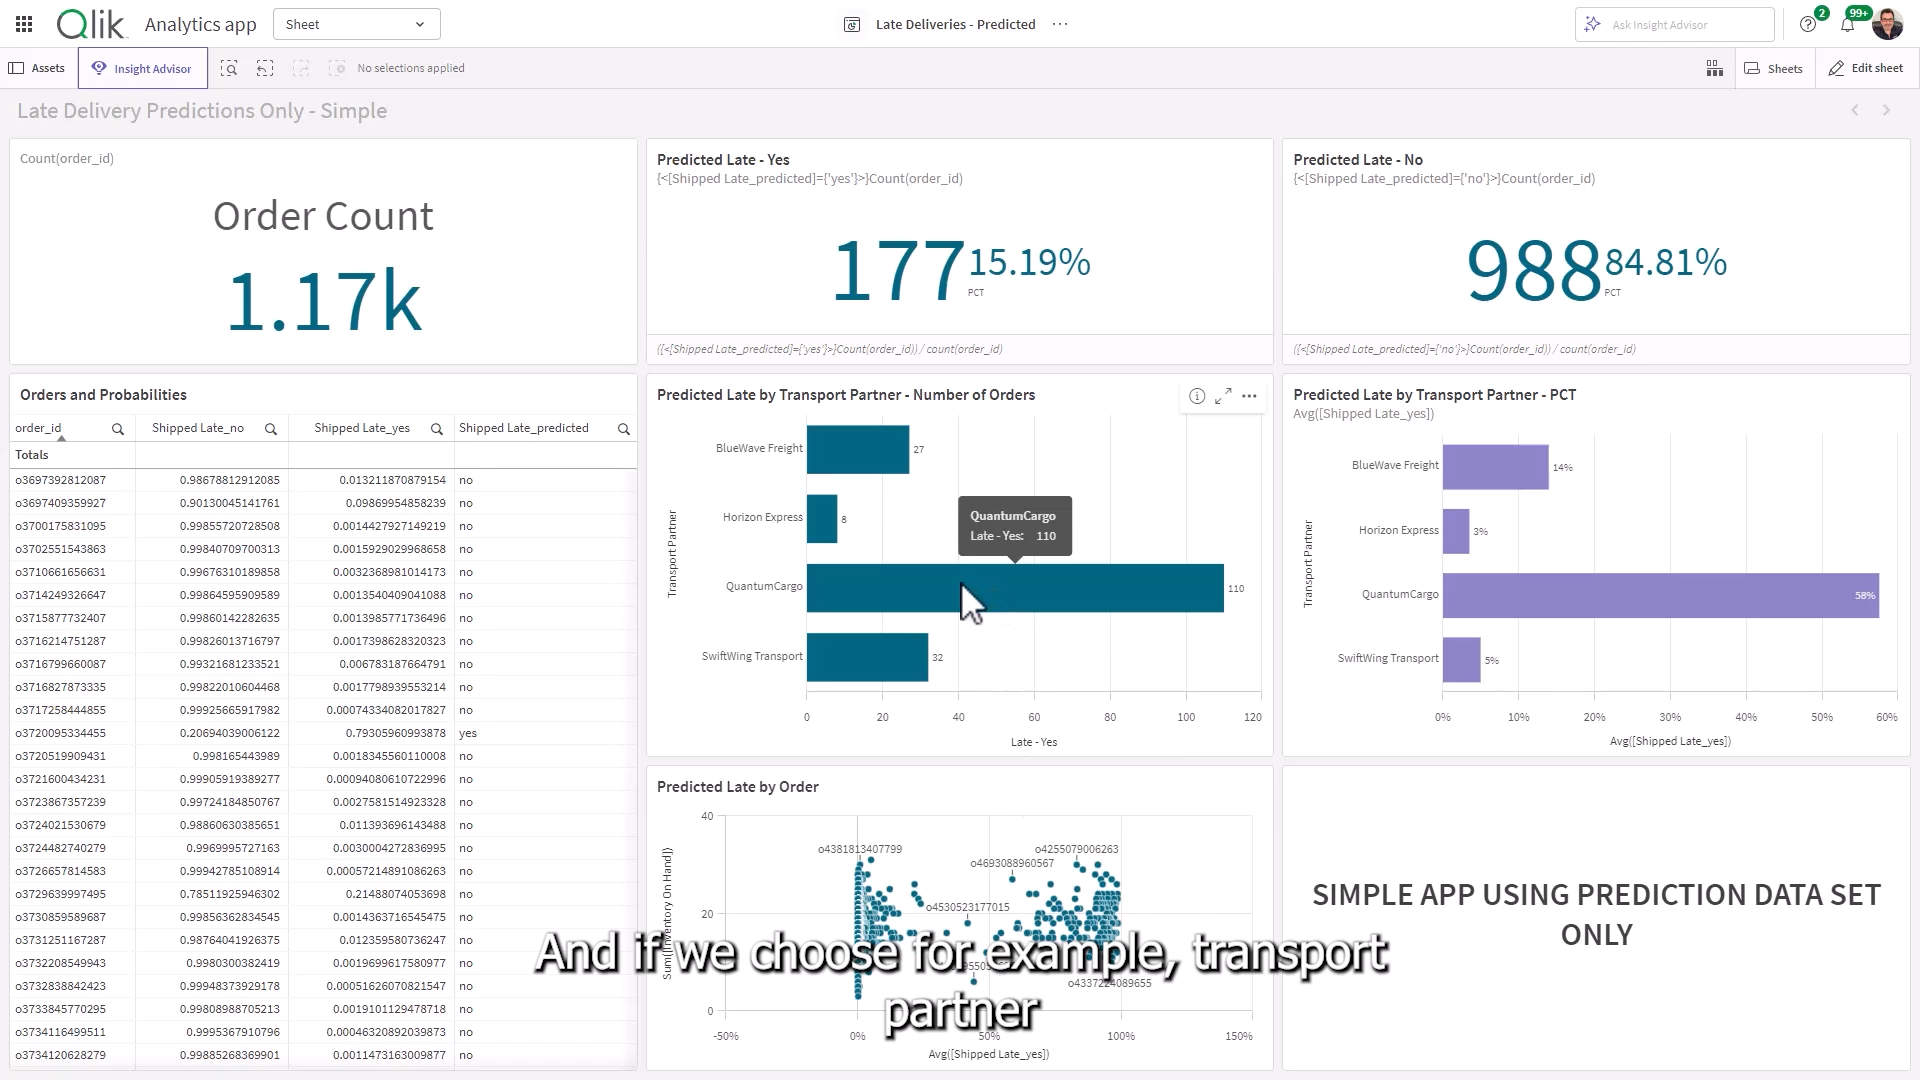 Qlik
Analytics app
Sheet
Late Deliveries - Predicted
Ask Insight Advisor
2
99+
Assets
Insight Advisor
No selections applied
Sheets
Edit sheet
Late Delivery Predictions Only - Simple
Count(order_id)
Order Count
1.17k
Predicted Late - Yes
{<[Shipped Late_predicted]={'yes'}>}Count(order_id)
177
15.19%
PCT
({<[Shipped Late_predicted]={'yes'}>}Count(order_id)) / count(order_id)
Predicted Late - No
{<[Shipped Late_predicted]={'no'}>}Count(order_id)
988
84.81%
PCT
({<[Shipped Late_predicted]={'no'}>}Count(order_id)) / count(order_id)
Orders and Probabilities
order_id Shipped Late_no Shipped Late_yes Shipped Late_predicted
Totals
o3697392812087 0.98678812912085 0.013211870879154 no
o3697409359927 0.90130045141761 0.09869954858239 no
o3700175831095 0.99855720728508 0.0014427927149219 no
o3702551543863 0.99840709700313 0.0015929029968658 no
o3710661656631 0.99676310189858 0.0032368981014173 no
o3714249326647 0.99864595909589 0.0013540409041088 no
o3715877732407 0.99860142282635 0.0013985771736496 no
o3716214751287 0.99826013716797 0.0017398628320323 no
o3716799660087 0.99321681233521 0.006783187664791 no
o3716827873335 0.99822010604468 0.0017798939553214 no
o3717258444855 0.99925665917982 0.00074334082017827 no
o3720095334455 0.20694039006122 0.79305960993878 yes
o3720519909431 0.998165443989 0.0018345560110008 no
o3721600434231 0.99905919389277 0.00094080610722996 no
o3723867357239 0.99724184850767 0.0027581514923328 no
o3724021530679 0.98860630385651 0.011393696143488 no
o3724482740279 0.9969995727163 0.0030004272836995 no
o3726657814583 0.99942785108914 0.00057214891086263 no
o3729639997495 0.78511925946302 0.21488074053698 no
o3730859589687 0.99856362834545 0.0014363716545475 no
o3731251167287 0.98764041926375 0.012359580736247 no
o3732208549943 0.9980300382419 0.0019699617580977 no
o3732838842423 0.99948373929178 0.00051626070821547 no
o3733845770295 0.99808988705213 0.0019101129478718 no
o3734116499511 0.9995367910796 0.00046320892039873 no
o3734120628279 0.99885268369901 0.0011473163009877 no
Predicted Late by Transport Partner - Number of Orders
Transport Partner
BlueWave Freight 27
Horizon Express 8
QuantumCargo 110
SwiftWing Transport 32
QuantumCargo
Late - Yes: 110
0 20 40 60 80 100 120
Late - Yes
Predicted Late by Transport Partner - PCT
Avg([Shipped Late_yes])
Transport Partner
BlueWave Freight 14%
Horizon Express 3%
QuantumCargo 58%
SwiftWing Transport 5%
0% 10% 20% 30% 40% 50% 60%
Avg([Shipped Late_yes])
Predicted Late by Order
Sum([Inventory On Hand])
40
20
0
o4381813407799
o4693088960567
o4255079006263
o4530523177015
o4337224089655
-50% 0% 50% 100% 150%
Avg([Shipped Late_yes])
SIMPLE APP USING PREDICTION DATA SET
ONLY
And if we choose for example, transport
partner